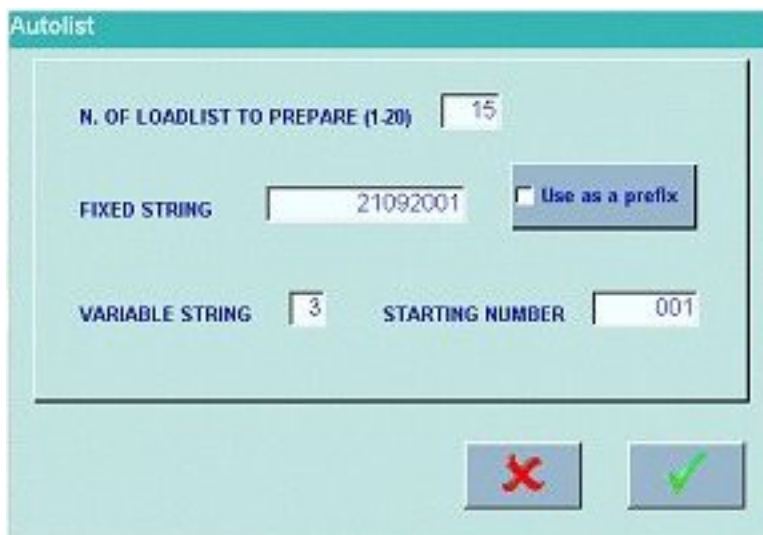 Autolist
N. OF LOADLIST TO PREPARE (1-20) 15
FIXED STRING 21092001 Use as a prefix
VARIABLE STRING 3 STARTING NUMBER 001